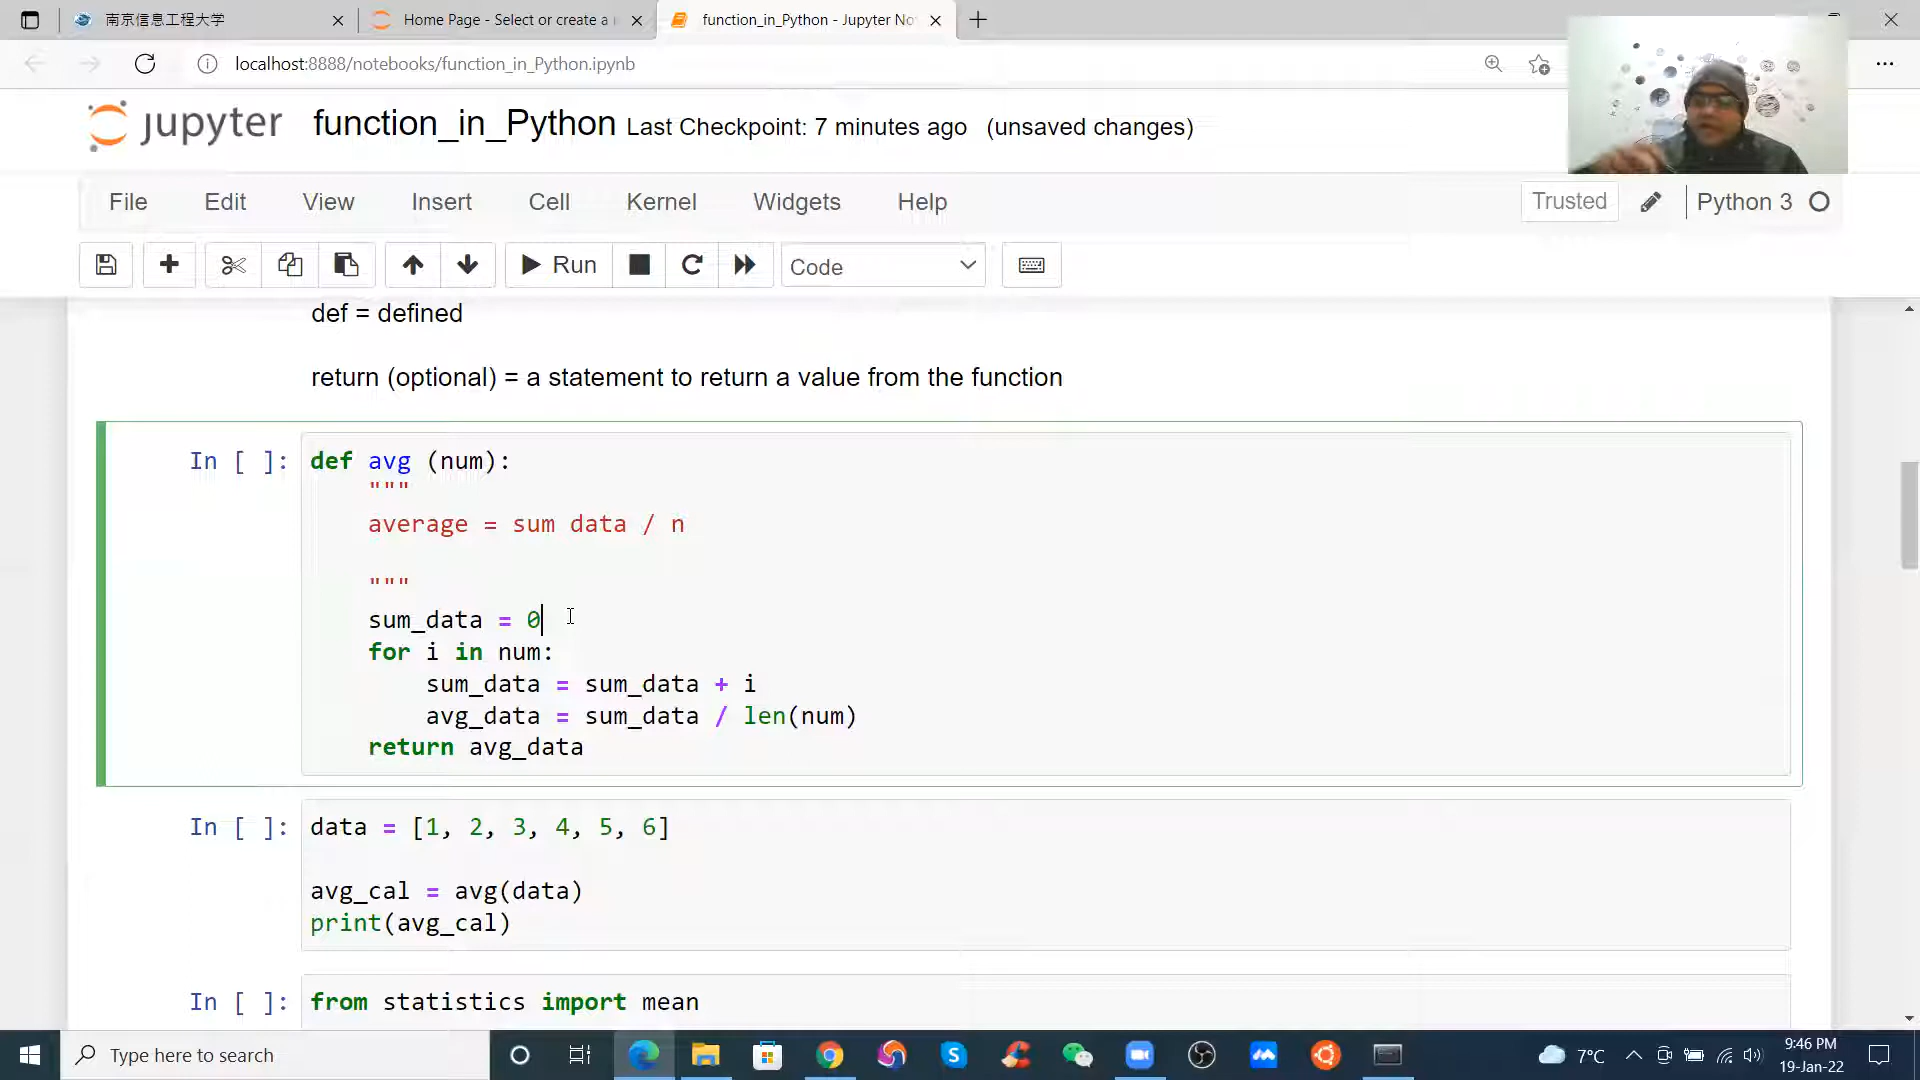 南京信息工程大学
Home Page - Select or create a
function_in_Python - Jupyter No
localhost:8888/notebooks/function_in_Python.ipynb
jupyter
function_in_Python Last Checkpoint: 7 minutes ago (unsaved changes)
File Edit View Insert Cell Kernel Widgets Help
Trusted
Python 3
Run
Code
def = defined
return (optional) = a statement to return a value from the function
In [ ]: def avg (num):
"""
average = sum data / n
"""
sum_data = 0
for i in num:
sum_data = sum_data + i
avg_data = sum_data / len(num)
return avg_data
In [ ]: data = [1, 2, 3, 4, 5, 6]
avg_cal = avg(data)
print(avg_cal)
In [ ]: from statistics import mean
Type here to search
7°C
9:46 PM
19-Jan-22